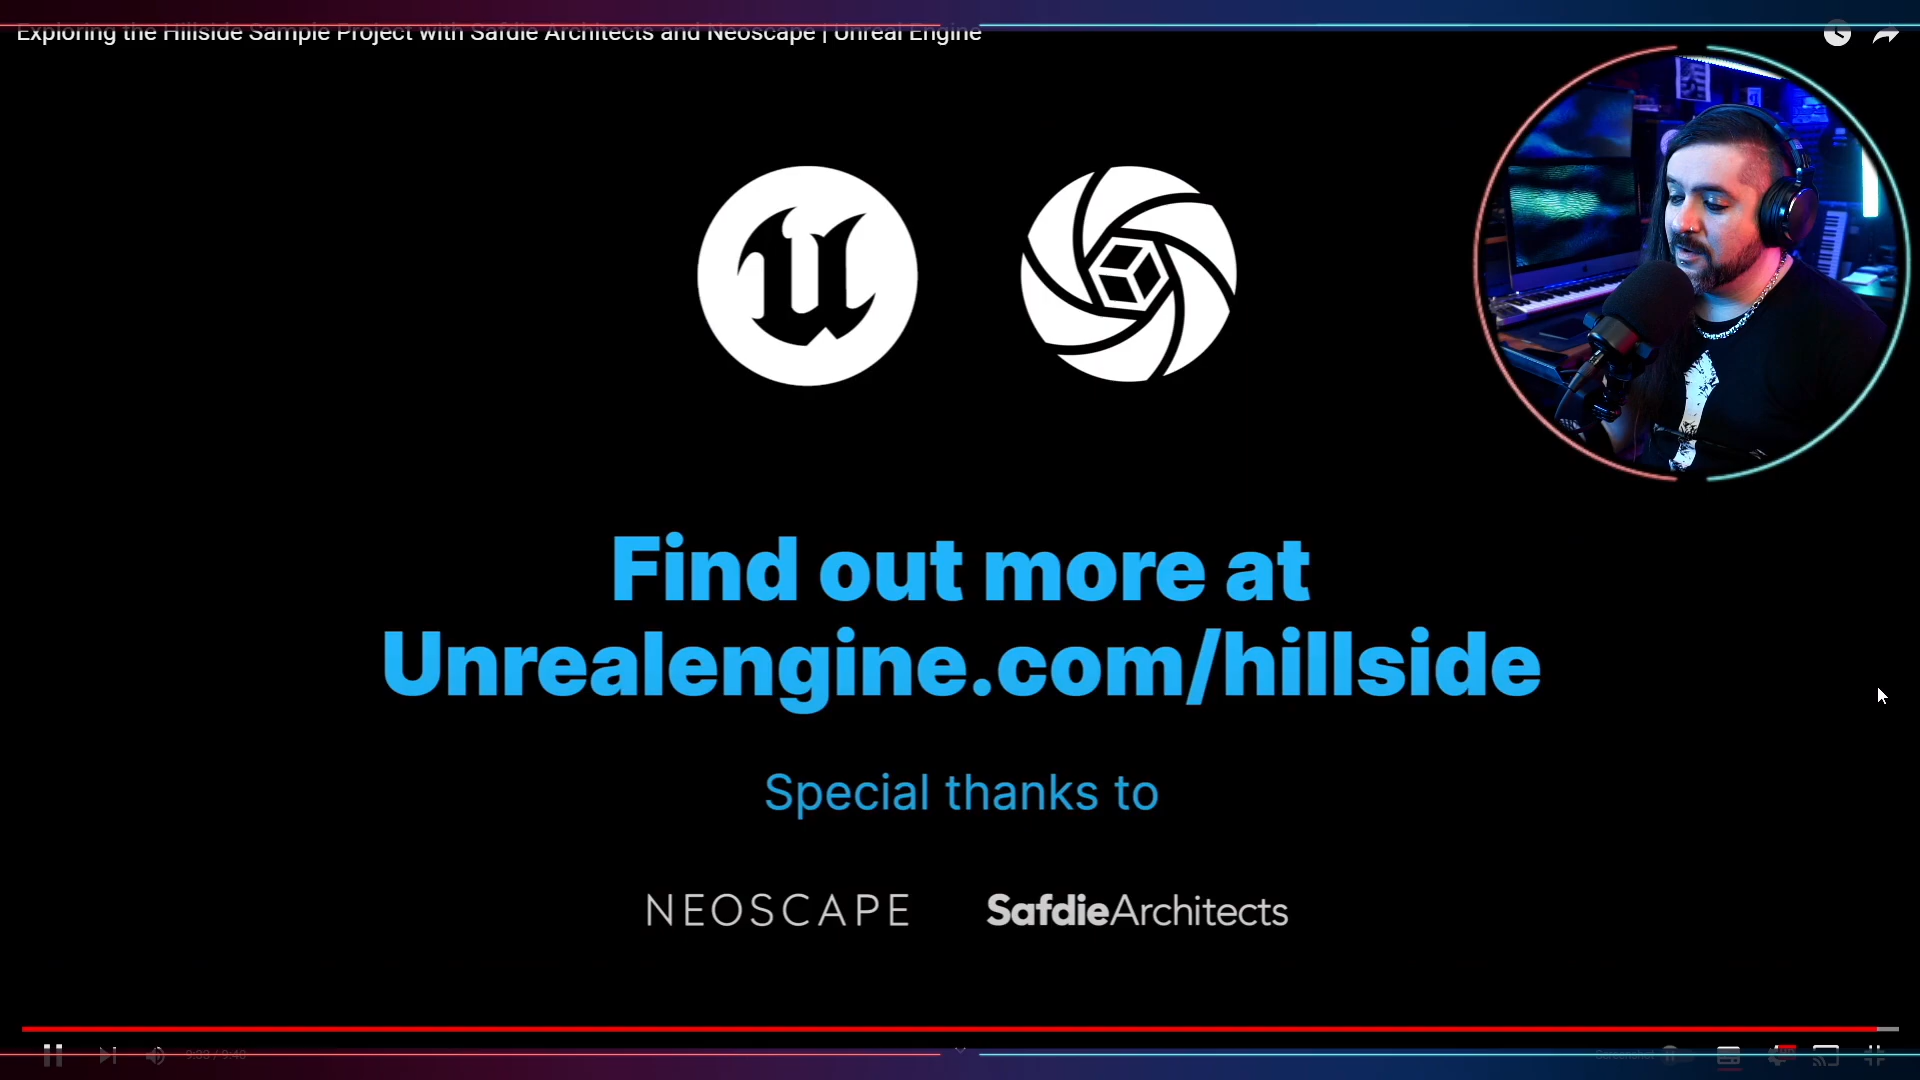 Exploring the Hillside Sample Project with Safdie Architects and Neoscape | Unreal Engine
Find out more at
Unrealengine.com/hillside
Special thanks to
NEOSCAPE
SafdieArchitects